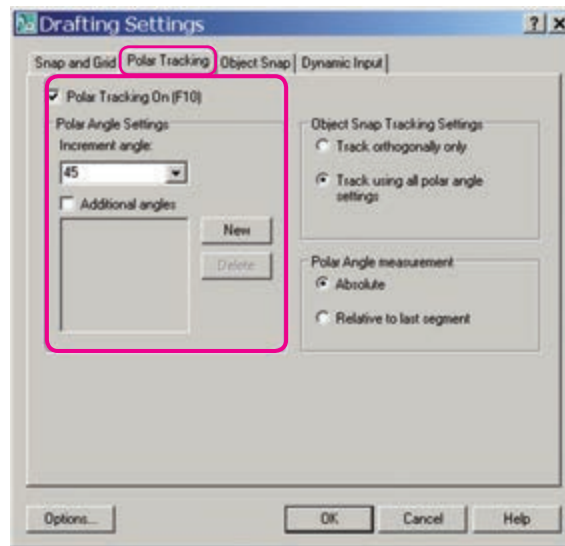 Drafting Settings
Snap and Grid Polar Tracking Object Snap Dynamic Input
Polar Tracking On (F10)
Polar Angle Settings
Increment angle:
45
Additional angles
New
Delete
Object Snap Tracking Settings
Track orthogonally only
Track using all polar angle
settings
Polar Angle measurement
Absolute
Relative to last segment
Options...
OK
Cancel
Help